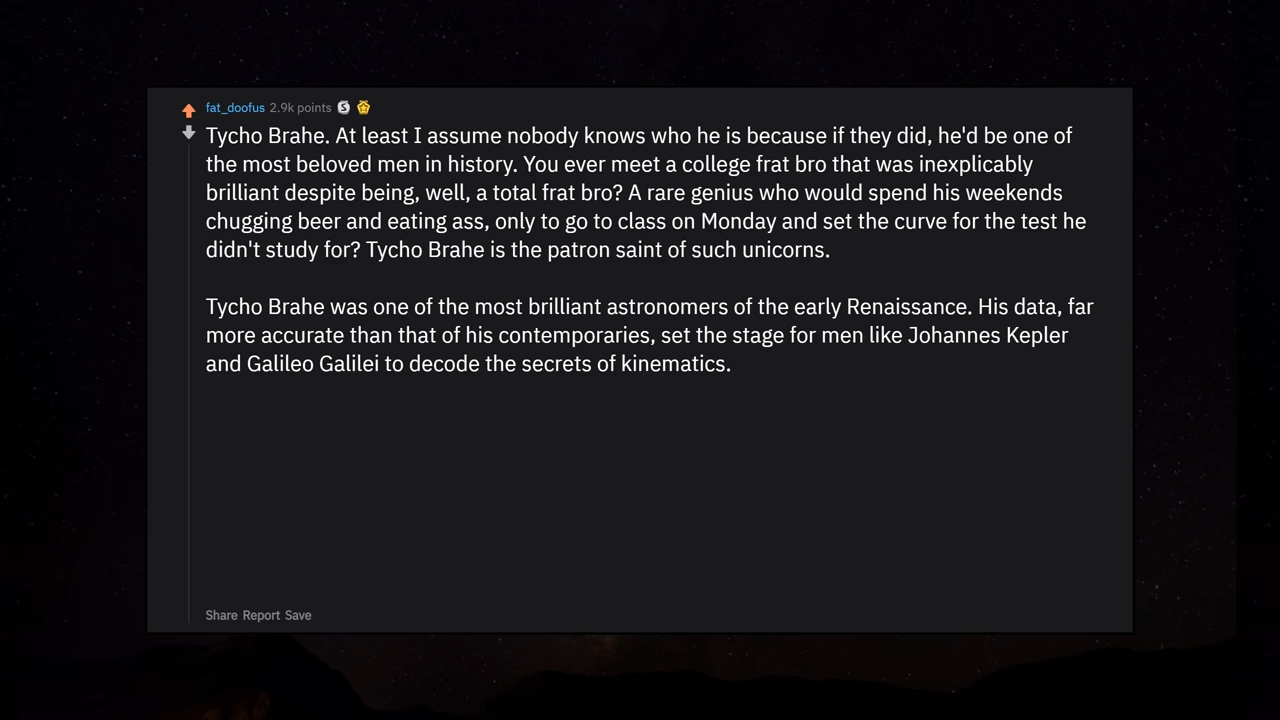 fat_doofus 2.9k points
Tycho Brahe. At least I assume nobody knows who he is because if they did, he'd be one of
the most beloved men in history. You ever meet a college frat bro that was inexplicably
brilliant despite being, well, a total frat bro? A rare genius who would spend his weekends
chugging beer and eating ass, only to go to class on Monday and set the curve for the test he
didn't study for? Tycho Brahe is the patron saint of such unicorns.
Tycho Brahe was one of the most brilliant astronomers of the early Renaissance. His data, far
more accurate than that of his contemporaries, set the stage for men like Johannes Kepler
and Galileo Galilei to decode the secrets of kinematics.
Share Report Save